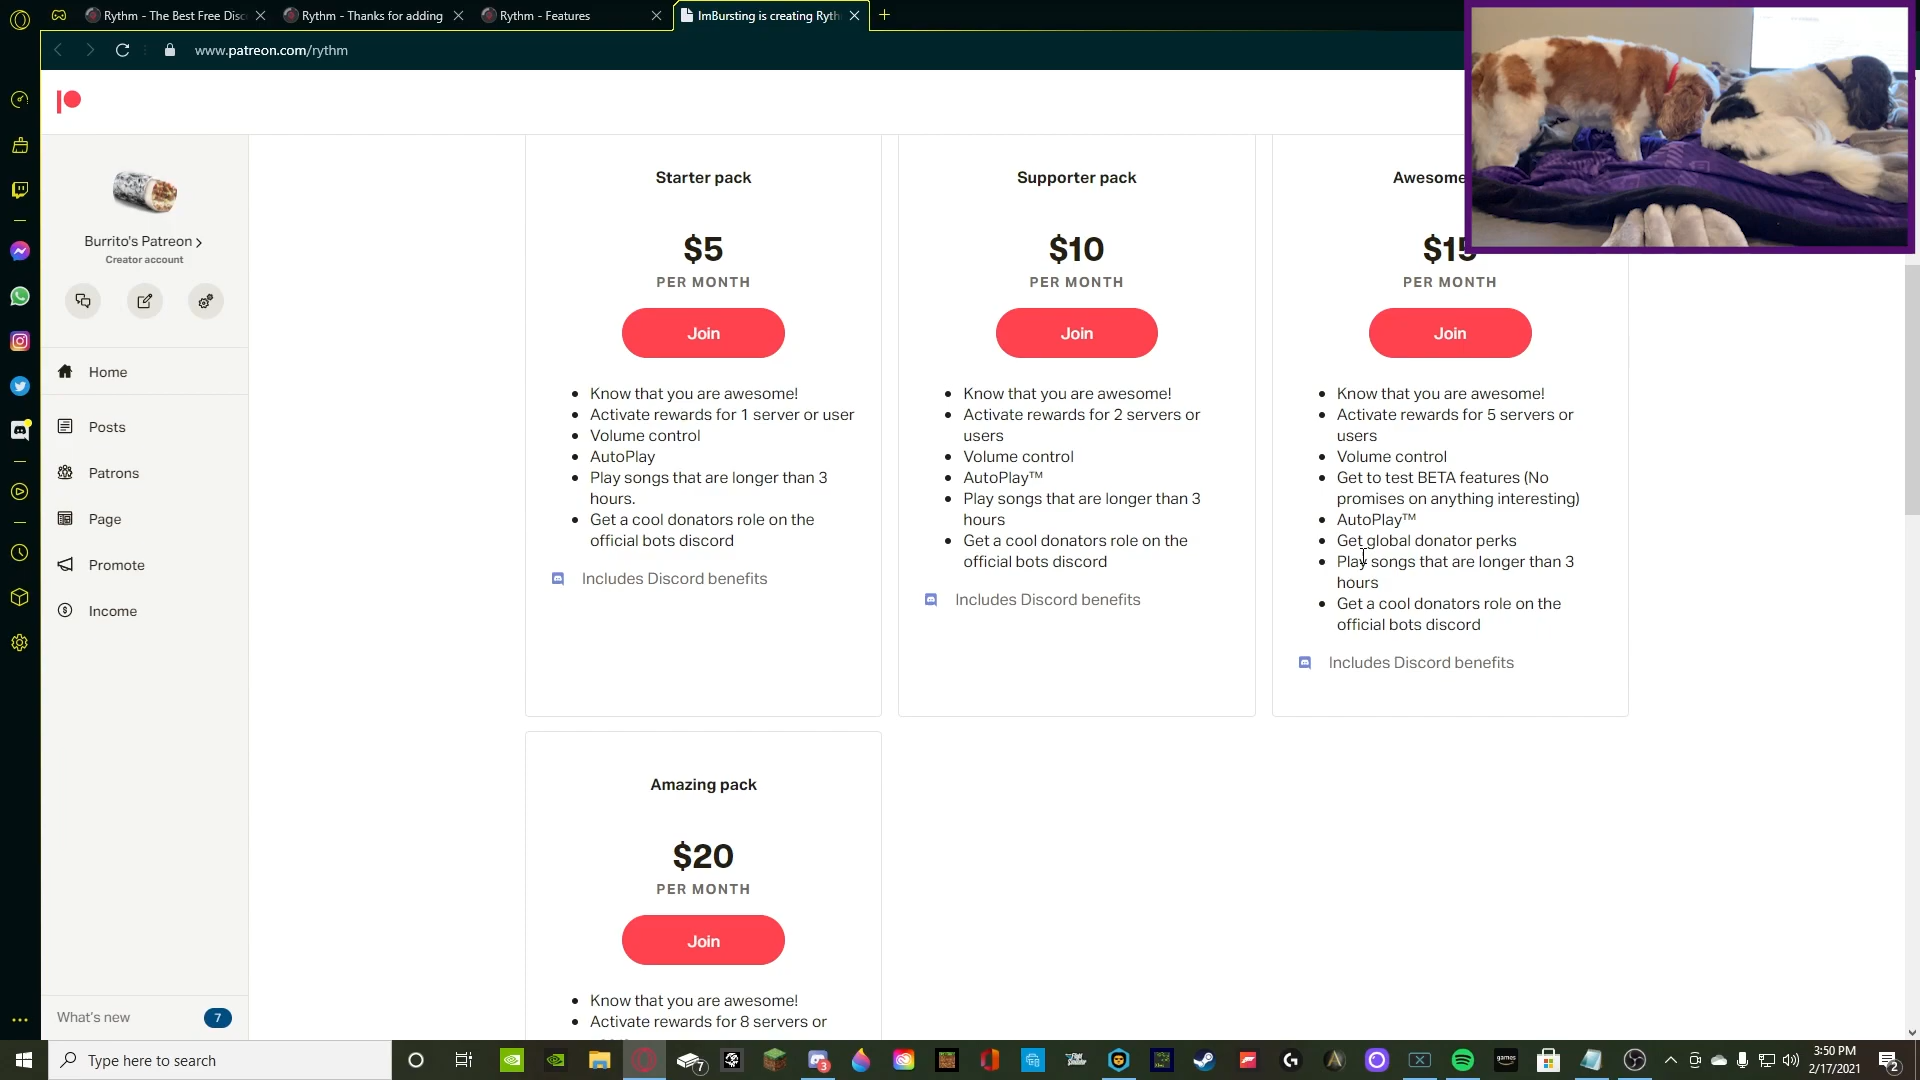 Rythm - The Best Free Disc
Rythm - Thanks for adding
Rythm - Features
ImBursting is creating Ryth
www.patreon.com/rythm
Burrito's Patreon
Creator account
Home
Posts
Patrons
Page
Promote
Income
What's new
7
Starter pack
$5
PER MONTH
Join
Know that you are awesome!
Activate rewards for 1 server or user
Volume control
AutoPlay
Play songs that are longer than 3
hours.
Get a cool donators role on the
official bots discord
Includes Discord benefits
Supporter pack
$10
PER MONTH
Join
Know that you are awesome!
Activate rewards for 2 servers or
users
Volume control
AutoPlay™
Play songs that are longer than 3
hours
Get a cool donators role on the
official bots discord
Includes Discord benefits
Awesome
$15
PER MONTH
Join
Know that you are awesome!
Activate rewards for 5 servers or
users
Volume control
Get to test BETA features (No
promises on anything interesting)
AutoPlay™
Get global donator perks
Play songs that are longer than 3
hours
Get a cool donators role on the
official bots discord
Includes Discord benefits
Amazing pack
$20
PER MONTH
Join
Know that you are awesome!
Activate rewards for 8 servers or
Type here to search
7
3
games
3:50 PM
2/17/2021
2